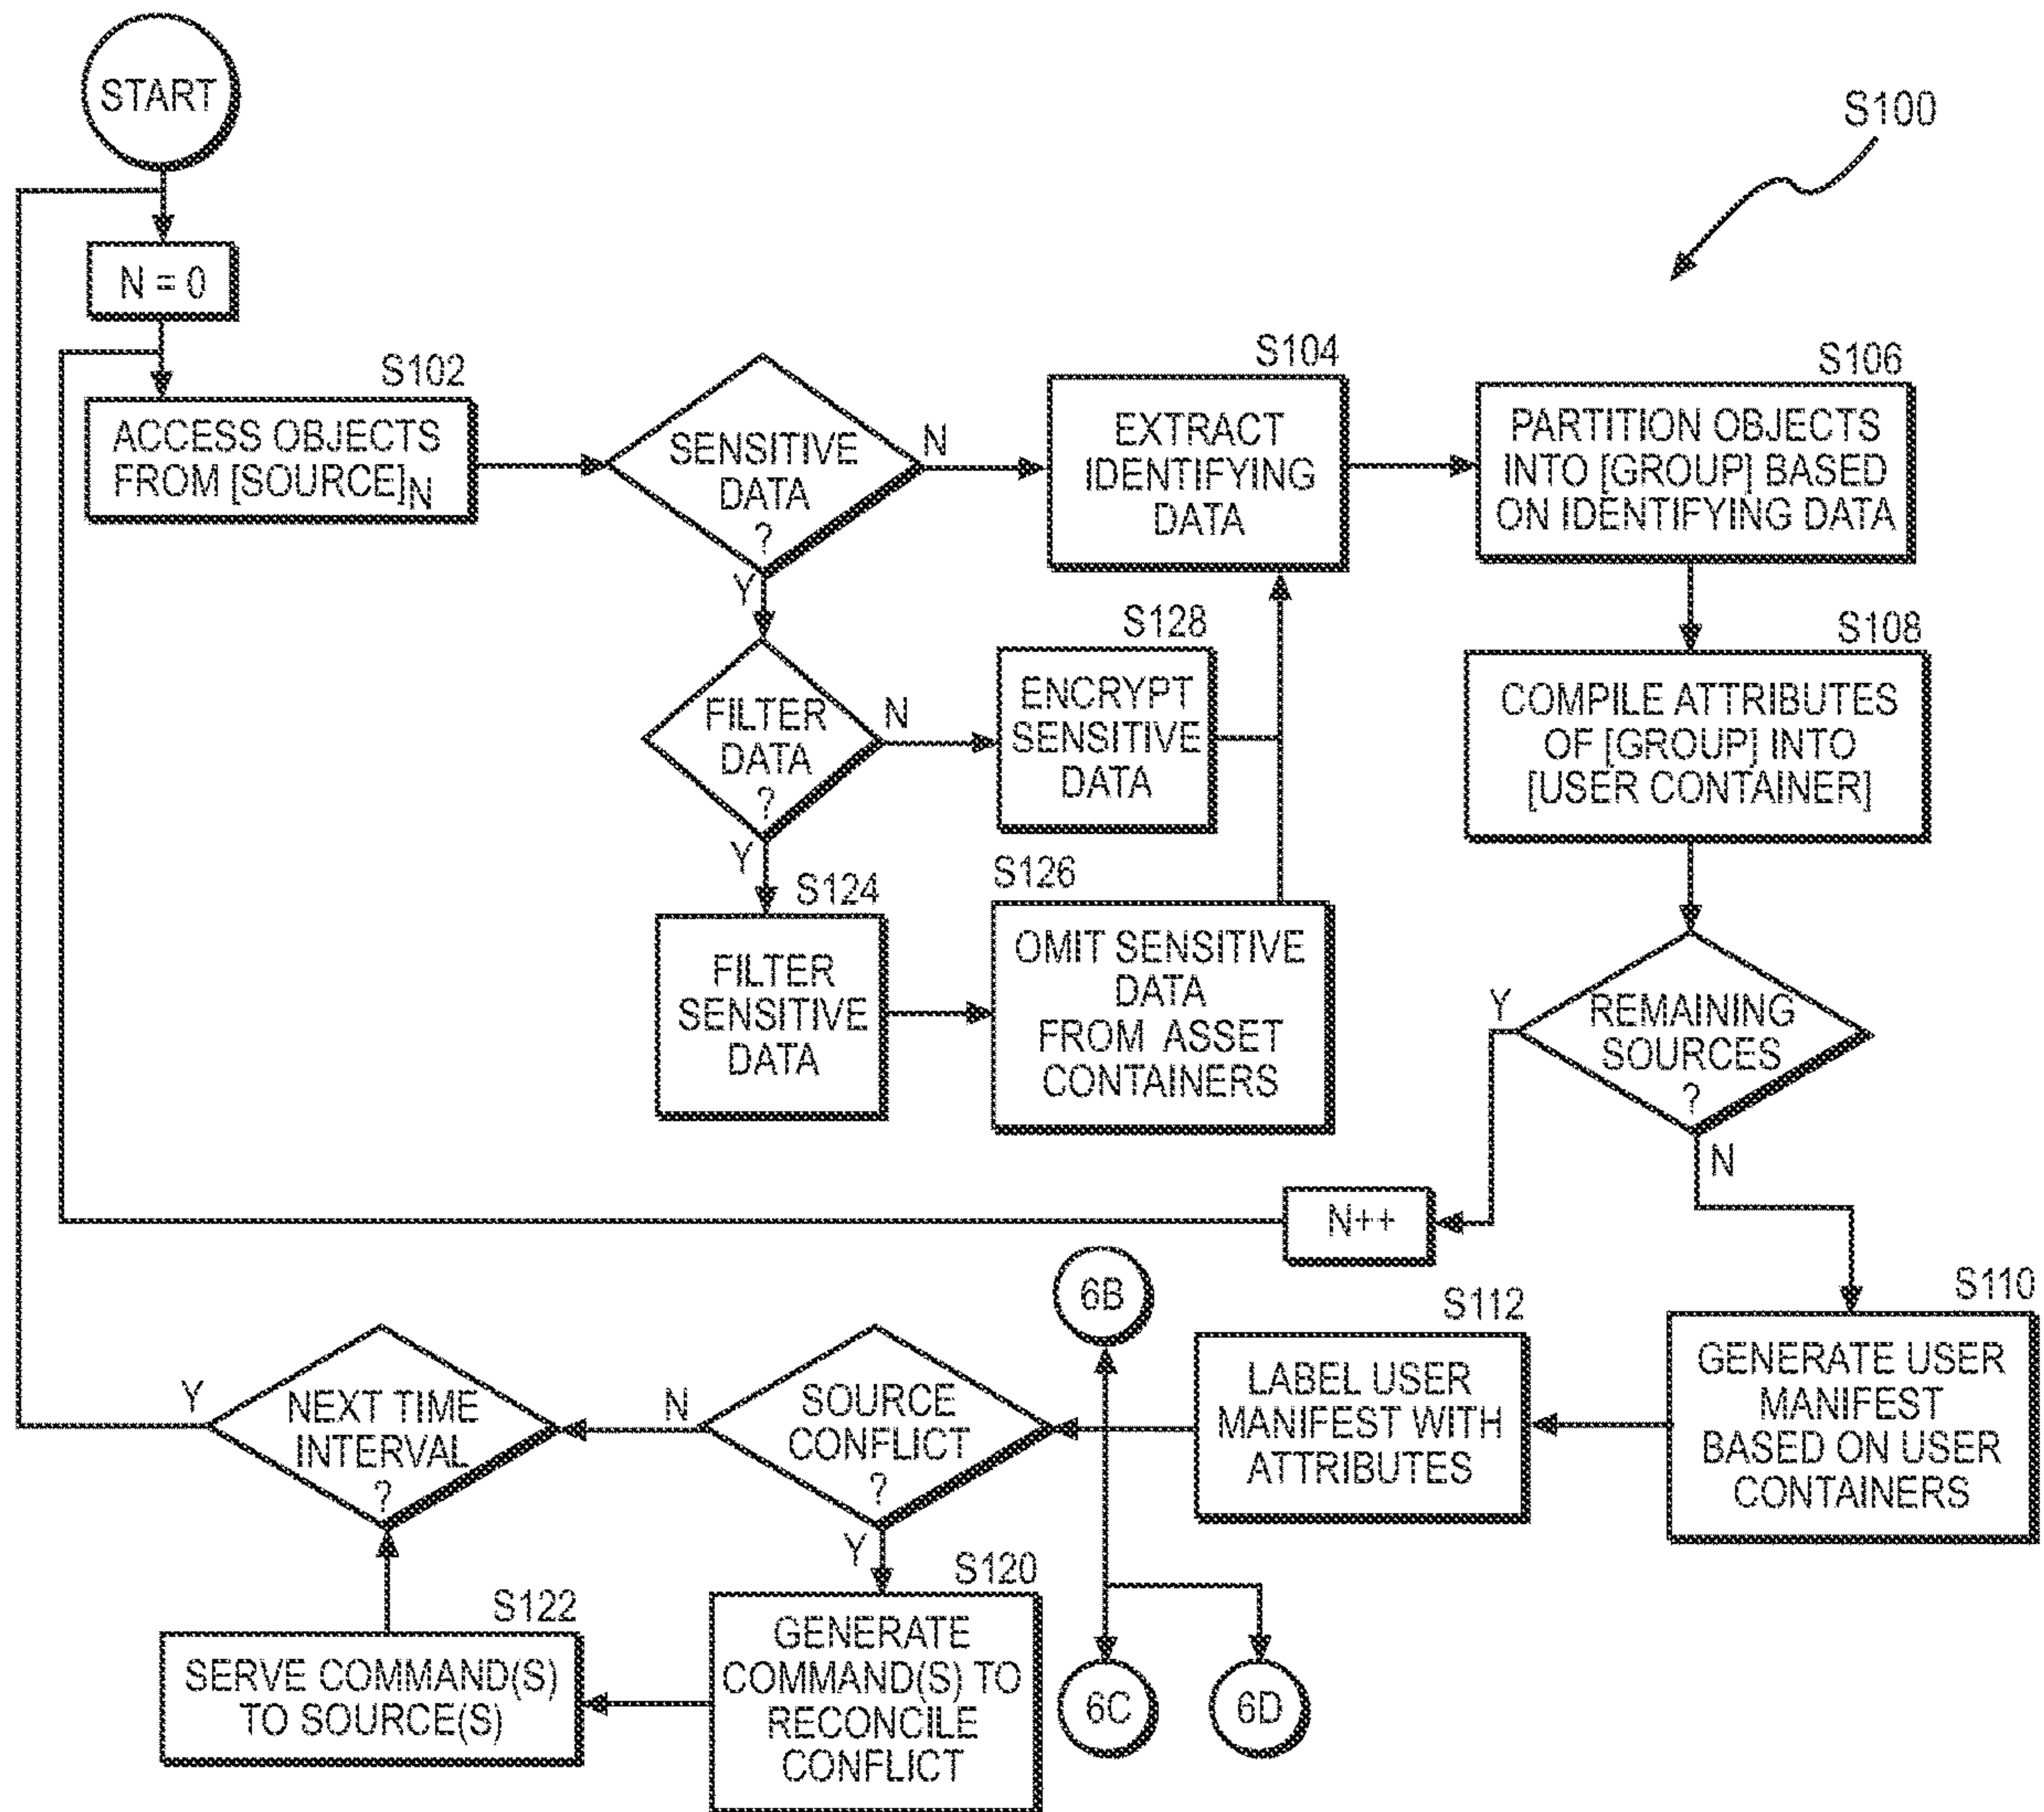 START
S100
N = 0
S102
ACCESS OBJECTS
FROM [SOURCE]N
SENSITIVE
DATA
?
N
Y
S104
EXTRACT
IDENTIFYING
DATA
S106
PARTITION OBJECTS
INTO [GROUP] BASED
ON IDENTIFYING DATA
FILTER
DATA
?
N
Y
S128
ENCRYPT
SENSITIVE
DATA
S108
COMPILE ATTRIBUTES
OF [GROUP] INTO
[USER CONTAINER]
S124
FILTER
SENSITIVE
DATA
S126
OMIT SENSITIVE
DATA
FROM ASSET
CONTAINERS
REMAINING
SOURCES
?
Y
N
N++
S110
GENERATE USER
MANIFEST
BASED ON USER
CONTAINERS
S112
LABEL USER
MANIFEST WITH
ATTRIBUTES
6B
6C
6D
SOURCE
CONFLICT
?
N
Y
NEXT TIME
INTERVAL
?
Y
S120
GENERATE
COMMAND(S) TO
RECONCILE
CONFLICT
S122
SERVE COMMAND(S)
TO SOURCE(S)